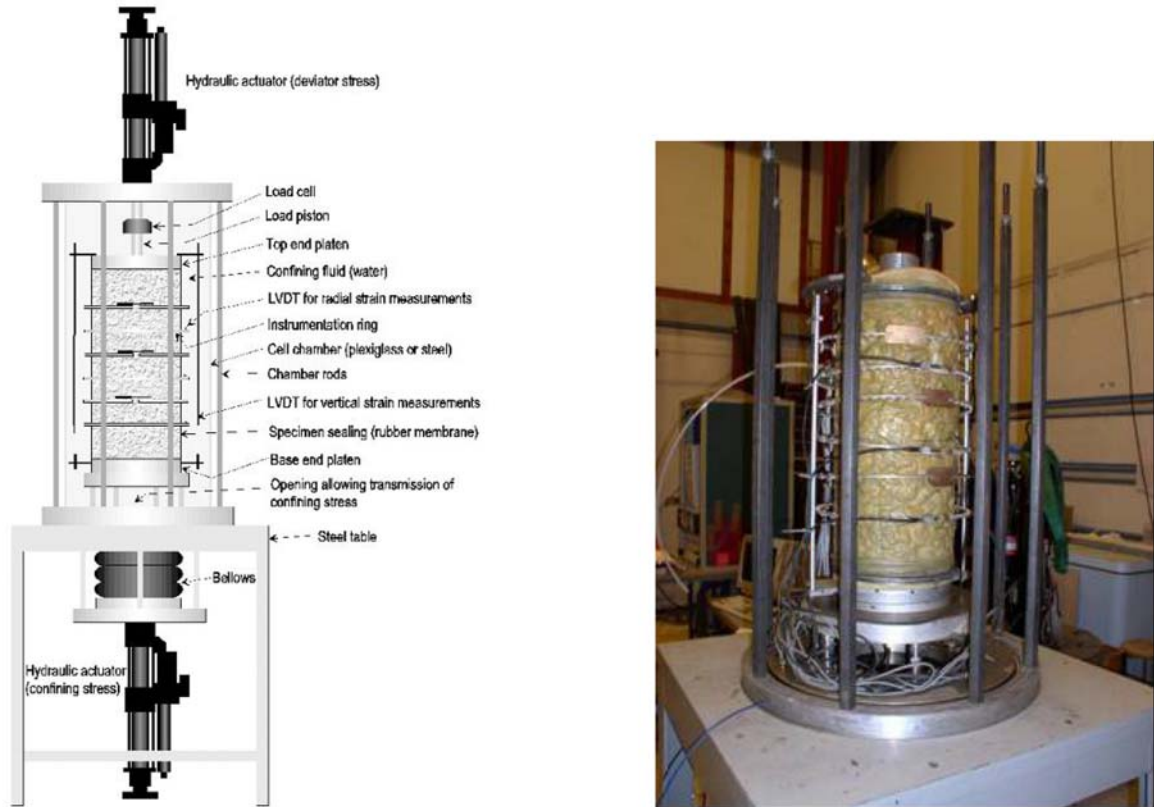 Hydraulic actuator (deviator stress)
Load cell
Load piston
Top end platen
Confining fluid (water)
LVDT for radial strain measurements
Instrumentation ring
Cell chamber (plexiglass or steel)
Chamber rods
LVDT for vertical strain measurements
Specimen sealing (rubber membrane)
Base end platen
Opening allowing transmission of
confining stress
Steel table
Bellows
Hydraulic actuator
(confining stress)